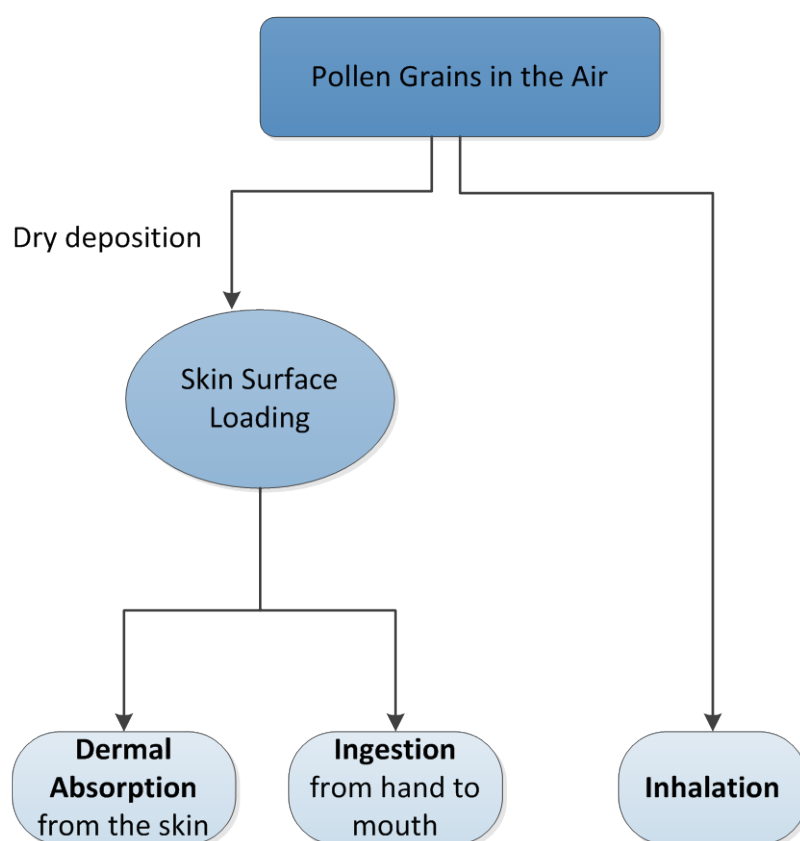 Pollen Grains in the Air
Dry deposition
Skin Surface
Loading
Dermal
Absorption
from the skin
Ingestion
from hand to
mouth
Inhalation